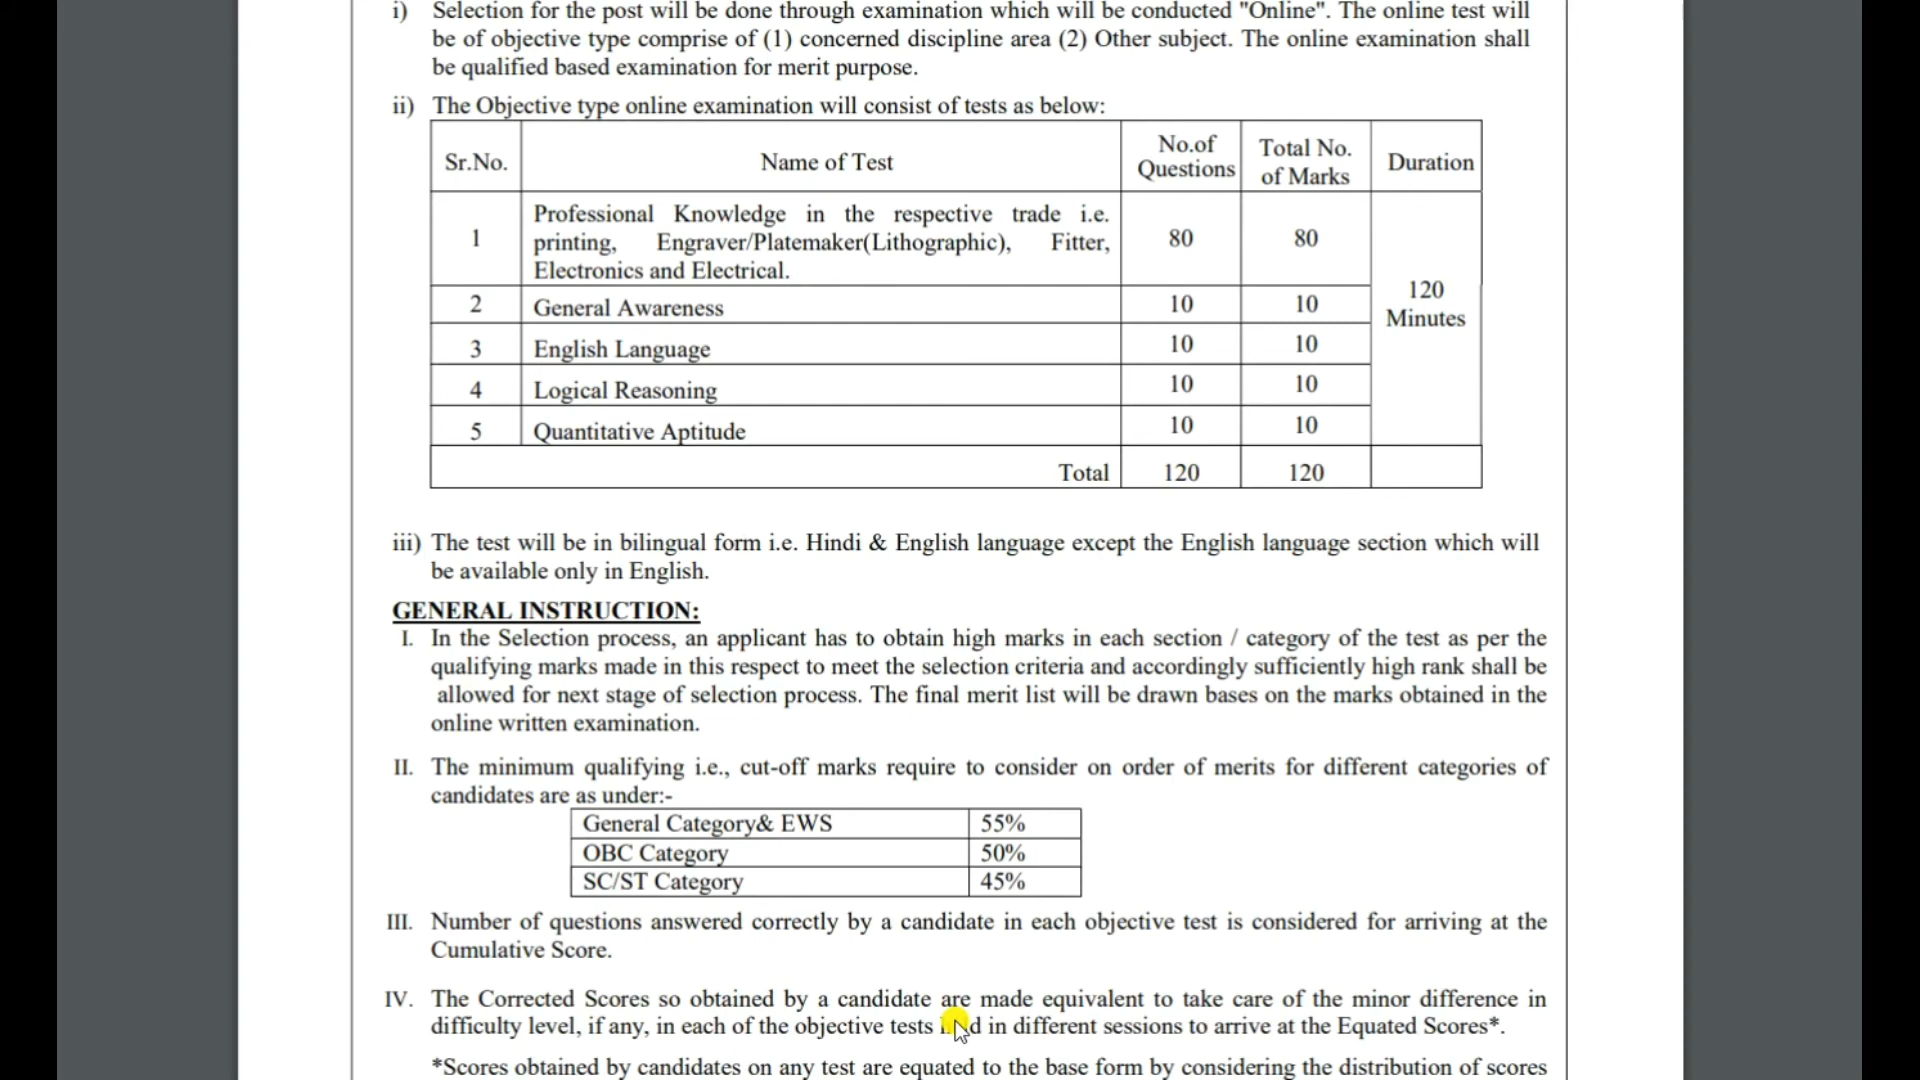 i) Selection for the post will be done through examination which will be conducted "Online". The online test will
be of objective type comprise of (1) concerned discipline area (2) Other subject. The online examination shall
be qualified based examination for merit purpose.
ii) The Objective type online examination will consist of tests as below:
Sr.No. Name of Test No.of Questions Total No. of Marks Duration
1 Professional Knowledge in the respective trade i.e.
printing, Engraver/Platemaker(Lithographic), Fitter,
Electronics and Electrical. 80 80
120
Minutes
2 General Awareness 10 10
3 English Language 10 10
4 Logical Reasoning 10 10
5 Quantitative Aptitude 10 10
Total 120 120
iii) The test will be in bilingual form i.e. Hindi & English language except the English language section which will
be available only in English.
GENERAL INSTRUCTION:
I. In the Selection process, an applicant has to obtain high marks in each section / category of the test as per the
qualifying marks made in this respect to meet the selection criteria and accordingly sufficiently high rank shall be
allowed for next stage of selection process. The final merit list will be drawn bases on the marks obtained in the
online written examination.
II. The minimum qualifying i.e., cut-off marks require to consider on order of merits for different categories of
candidates are as under:-
General Category& EWS 55%
OBC Category 50%
SC/ST Category 45%
III. Number of questions answered correctly by a candidate in each objective test is considered for arriving at the
Cumulative Score.
IV. The Corrected Scores so obtained by a candidate are made equivalent to take care of the minor difference in
difficulty level, if any, in each of the objective tests in different sessions to arrive at the Equated Scores*.
*Scores obtained by candidates on any test are equated to the base form by considering the distribution of scores